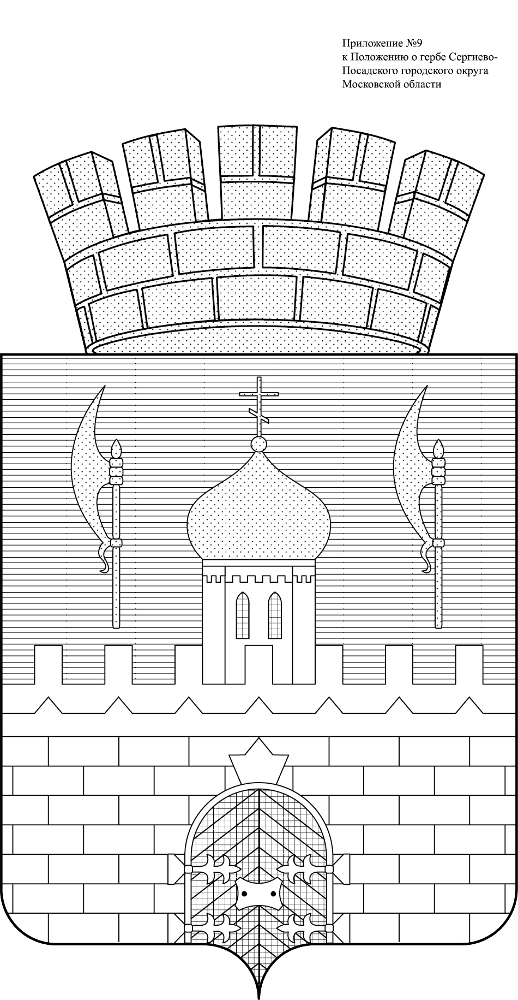 Приложение №9
к Положению о гербе Сергиево-
Посадского городского округа
Московской области